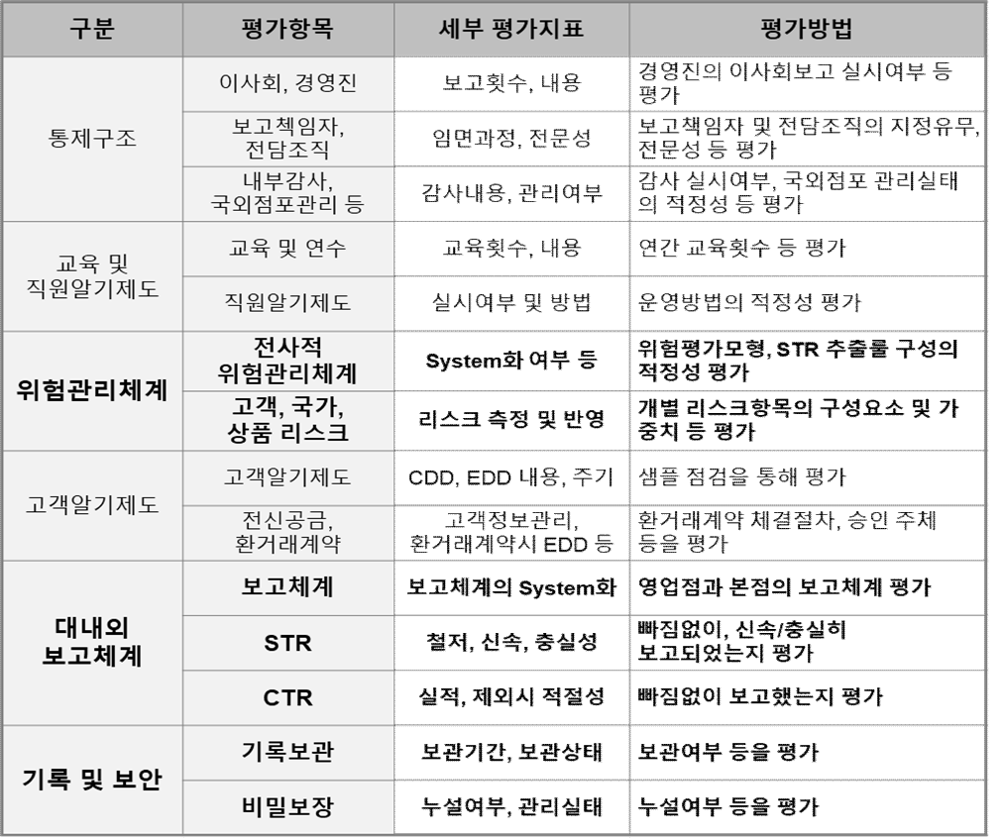 구분 평가항목 세부 평가지표 평가방법
통제구조
이사회, 경영진 보고횟수, 내용 경영진의 이사회보고 실시여부 등
평가
보고첵임자,
전담조직
임면과정, 전문성
보고책임자 및 전담조직의 지정유무,
전문성 등 평가
내부감사,
국외점포관리 등
감사내용, 관리여부
감사 실시여부, 국외점포 관리실태
의 적정성 등 평가
교육 및
직원알기제도
교육 및 연수 교육횟수, 내용 연간 교육횟수 등 평가
직원알기제도 실시여부 및 방법 운영방법의 적정성 평가
위험관리체계
전사적
위험관리체계
System화 여부 등
위험평가모형, STR 추출룰 구성의
적정성 평가
고객, 국가,
상품 리스크
리스크 측정 및 반영
개별 리스크항목의 구성요소 및 가
중치 등 평가
고객알기제도
고객알기제도 CDD, EDD 내용, 주기 샘플 점검을 통해 평가
전신공금,
환거래계약
고객정보관리,
환거래계약시 EDD 등
환거래계약 체결절차, 승인 주체
등을 평가
대내외
보고체계
보고체계 보고체계의 System화 영업점과 본점의 보고체계 평가
STR 철저, 신속, 충실성 빠짐없이, 신속/충실히
보고되었는지 평가
CTR 실적, 제외시 적절성 빠짐없이 보고했는지 평가
기록 및 보안
기록보관 보관기간, 보관상태 보관여부 등을 평가
비밀보장 누설여부, 관리실태 누설여부 등을 평가